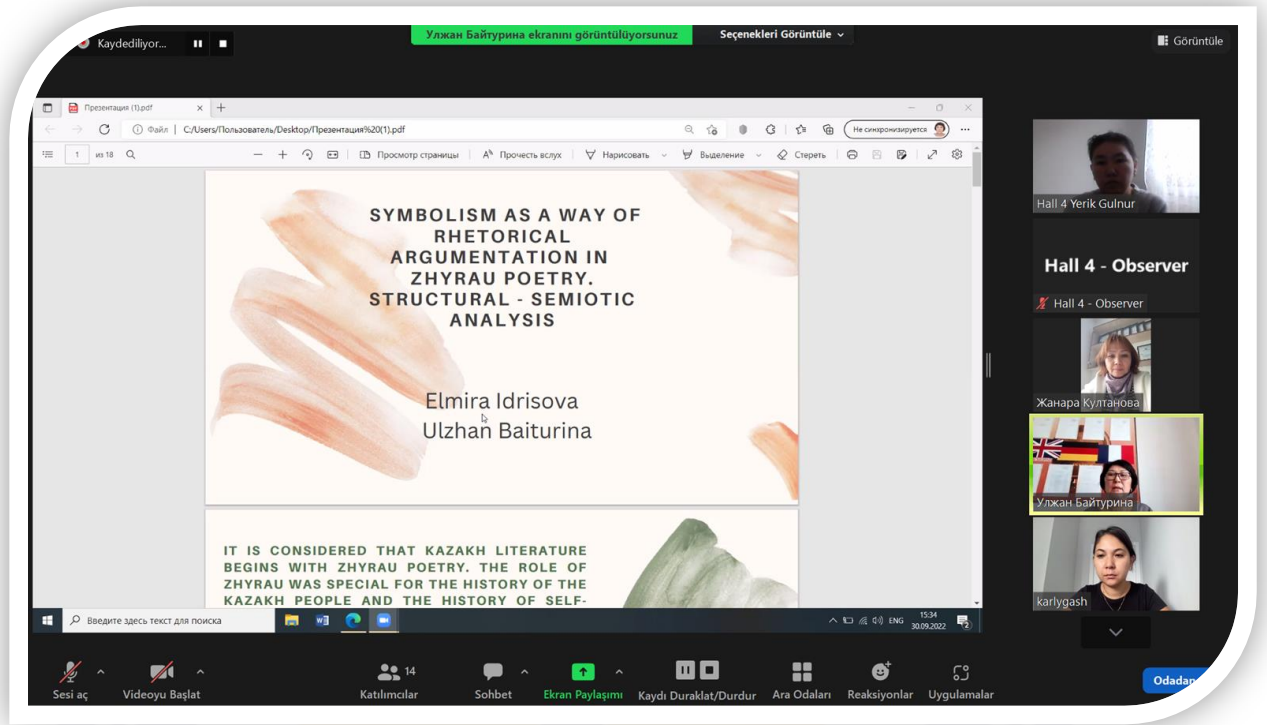 Kaydediliyor...
Улжан Байтурина ekranını görüntülüyorsunuz
Seçenekleri Görüntüle
Görüntüle
Презентация (1).pdf
Файл | C:/Users/Пользователь/Desktop/Презентация%20(1).pdf
Не синхронизируется
1 из 18
Просмотр страницы
Прочесть вслух
Нарисовать
Выделение
Стереть
SYMBOLISM AS A WAY OF
RHETORICAL
ARGUMENTATION IN
ZHYRAU POETRY.
STRUCTURAL - SEMIOTIC
ANALYSIS
Elmira Idrisova
Ulzhan Baiturina
IT IS CONSIDERED THAT KAZAKH LITERATURE
BEGINS WITH ZHYRAU POETRY. THE ROLE OF
ZHYRAU WAS SPECIAL FOR THE HISTORY OF THE
KAZAKH PEOPLE AND THE HISTORY OF SELF-
Hall 4 Yerik Gulnur
Hall 4 - Observer
Hall 4 - Observer
Жанара Култанова
Улжан Байтурина
karlygash
Введите здесь текст для поиска
ENG
15:34
30.09.2022
2
Sesi aç
Videoyu Başlat
14
Katılımcılar
Sohbet
Ekran Paylaşımı
Kaydı Duraklat/Durdur
Ara Odaları
Reaksiyonlar
Uygulamalar